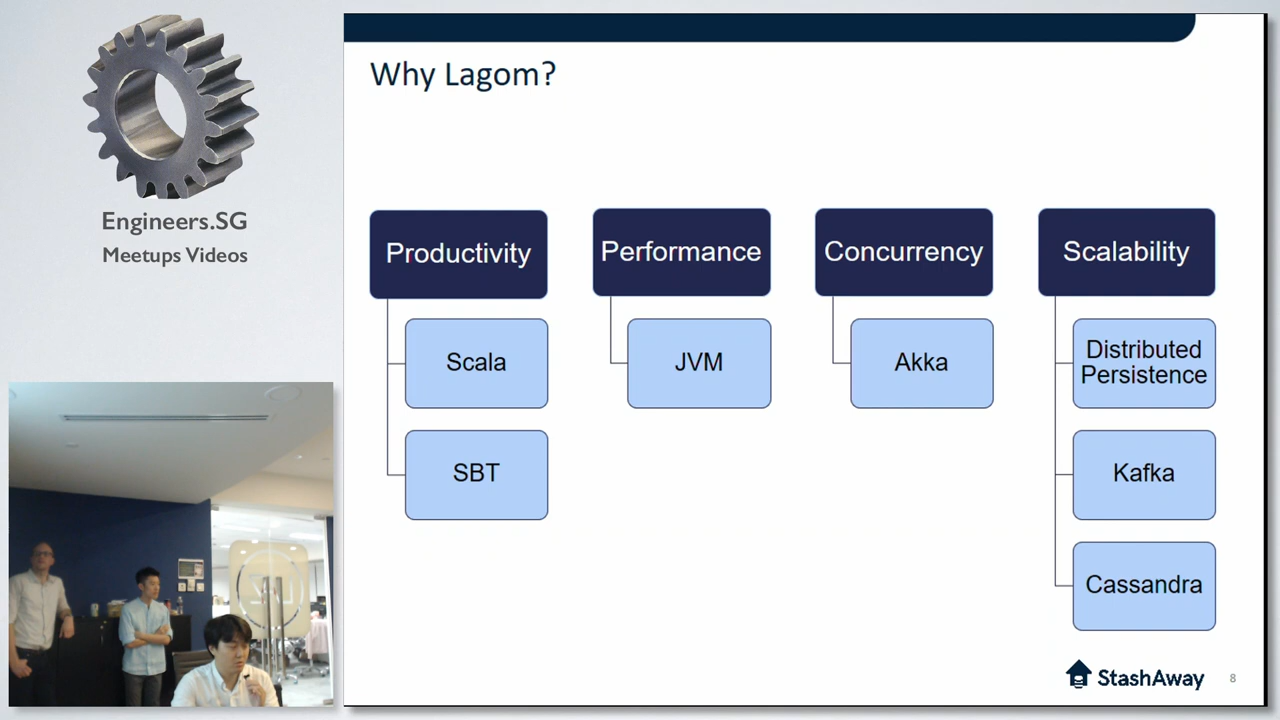 Engineers.SG
Meetups Videos
Why Lagom?
Productivity
Scala
SBT
Performance
JVM
Concurrency
Akka
Scalability
Distributed
Persistence
Kafka
Cassandra
StashAway
8